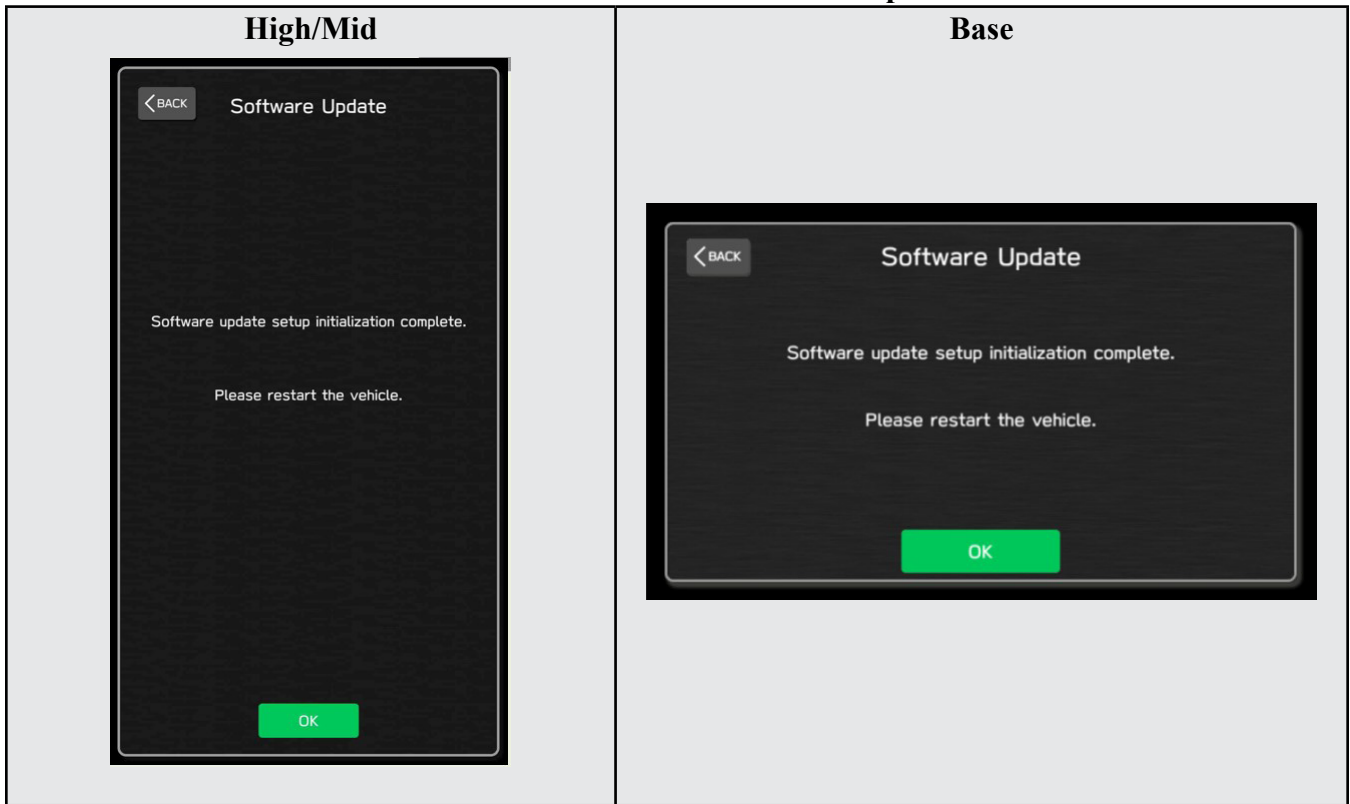 High/Mid
Base
BACK
Software Update
Software update setup initialization complete.
Please restart the vehicle.
OK
BACK
Software Update
Software update setup initialization complete.
Please restart the vehicle.
OK